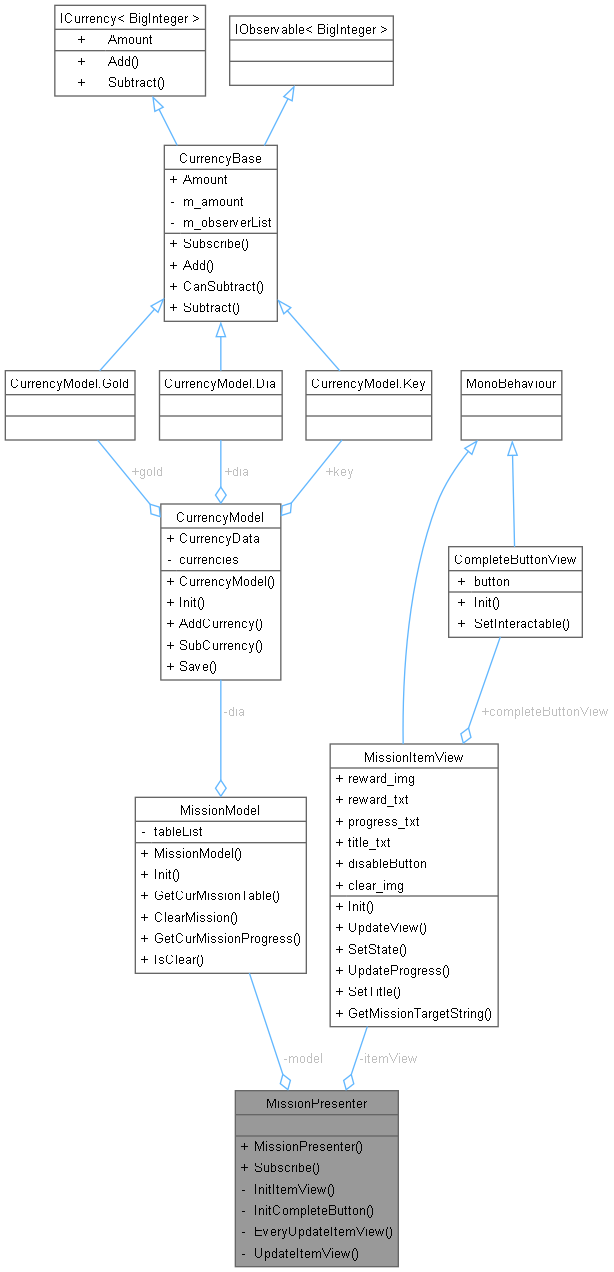 ICurrency< BigInteger >
+ Amount
+ Add()
+ Subtract()
IObservable< BigInteger >
CurrencyBase
+ Amount
- m_amount
- m_observerList
+ Subscribe()
+ Add()
+ CanSubtract()
+ Subtract()
CurrencyModel.Gold
CurrencyModel.Dia
CurrencyModel.Key
MonoBehaviour
+gold
+dia
+key
CurrencyModel
+ CurrencyData
- currencies
+ CurrencyModel()
+ Init()
+ AddCurrency()
+ SubCurrency()
+ Save()
CompleteButtonView
+ button
+ Init()
+ SetInteractable()
-dia
+completeButtonView
MissionModel
- tableList
+ MissionModel()
+ Init()
+ GetCurMissionTable()
+ ClearMission()
+ GetCurMissionProgress()
+ IsClear()
MissionItemView
+ reward_img
+ reward_txt
+ progress_txt
+ title_txt
+ disableButton
+ clear_img
+ Init()
+ UpdateView()
+ SetState()
+ UpdateProgress()
+ SetTitle()
+ GetMissionTargetString()
-model
-itemView
MissionPresenter
+ MissionPresenter()
+ Subscribe()
- InitItemView()
- InitCompleteButton()
- EveryUpdateItemView()
- UpdateItemView()